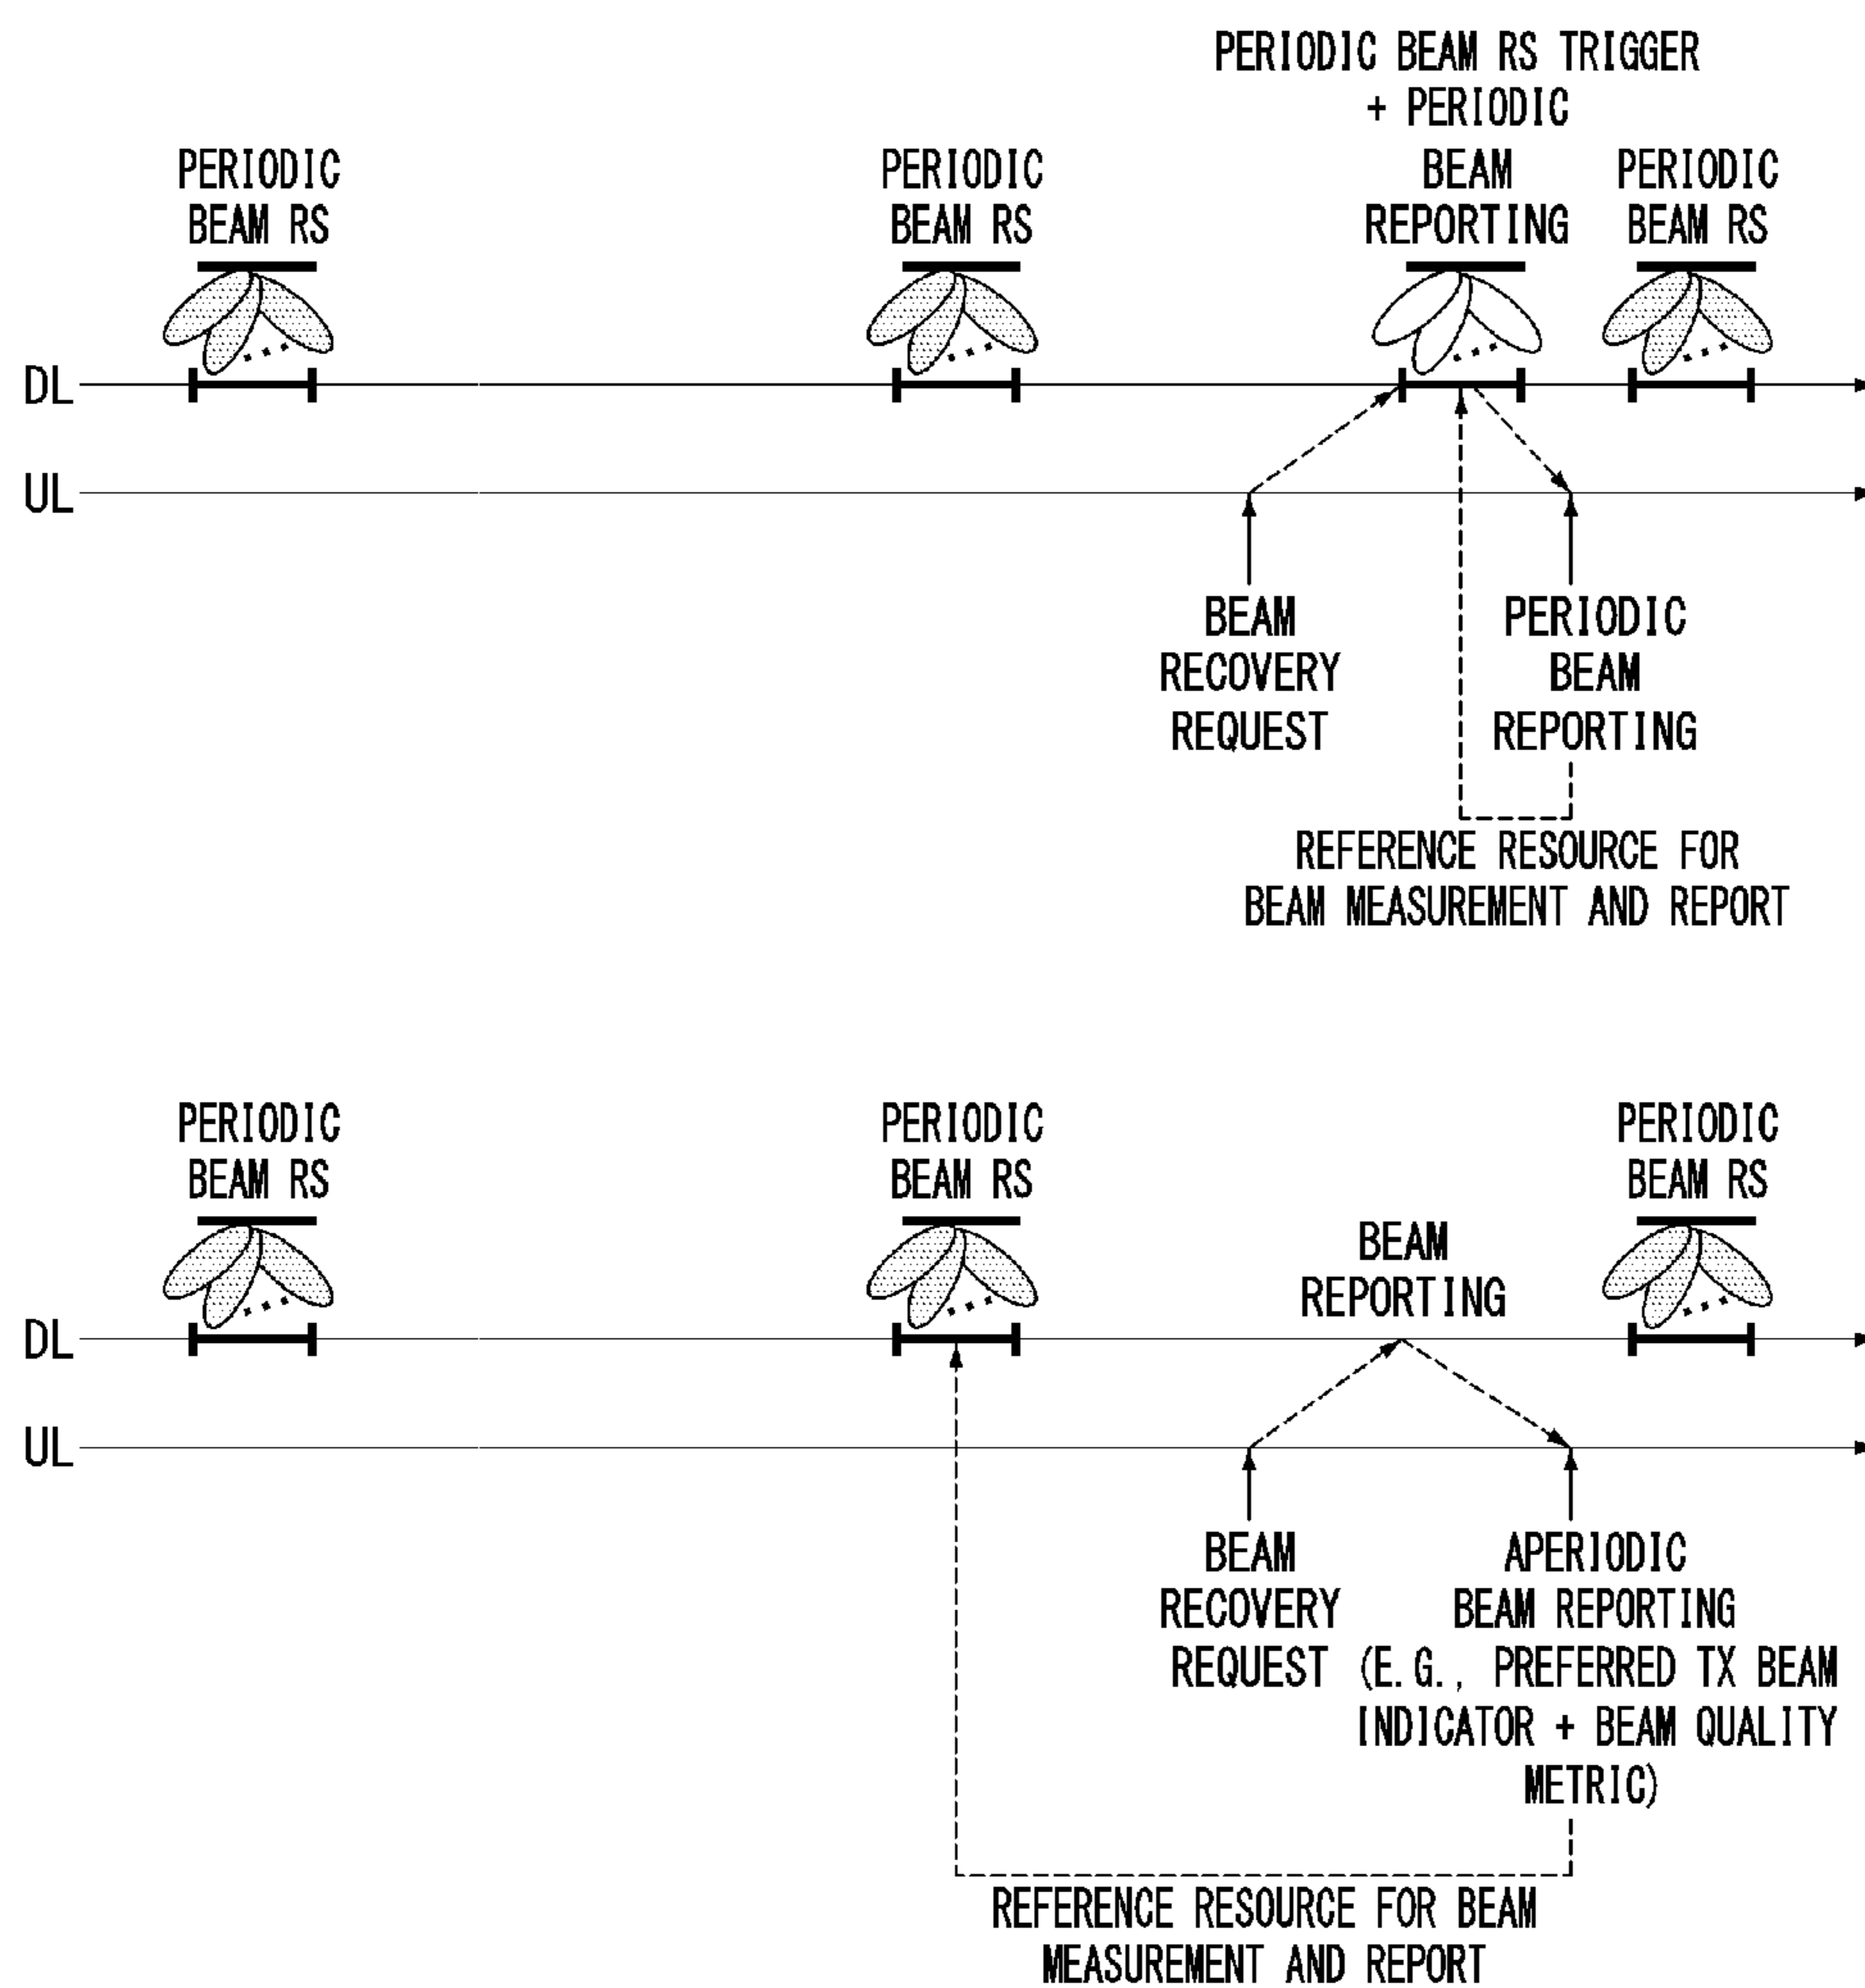 PERIODIC BEAM RS TRIGGER
+ PERIODIC
BEAM
REPORTING
PERIODIC
BEAM RS
PERIODIC
BEAM RS
PERIODIC
BEAM RS
DL
UL
BEAM
RECOVERY
REQUEST
PERIODIC
BEAM
REPORTING
REFERENCE RESOURCE FOR
BEAM MEASUREMENT AND REPORT
PERIODIC
BEAM RS
PERIODIC
BEAM RS
PERIODIC
BEAM RS
BEAM
REPORTING
DL
UL
BEAM
RECOVERY
REQUEST
APERIODIC
BEAM REPORTING
(E.G., PREFERRED TX BEAM
INDICATOR + BEAM QUALITY
METRIC)
REFERENCE RESOURCE FOR BEAM
MEASUREMENT AND REPORT